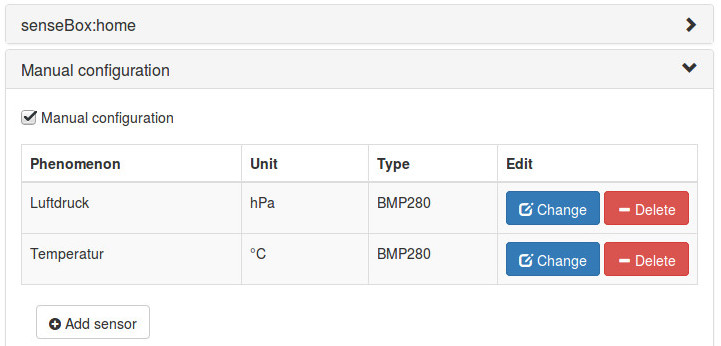 senseBox:home
Manual configuration
Manual configuration
Phenomenon Unit Type Edit
Luftdruck hPa BMP280 Change Delete
Temperatur °C BMP280 Change Delete
Add sensor